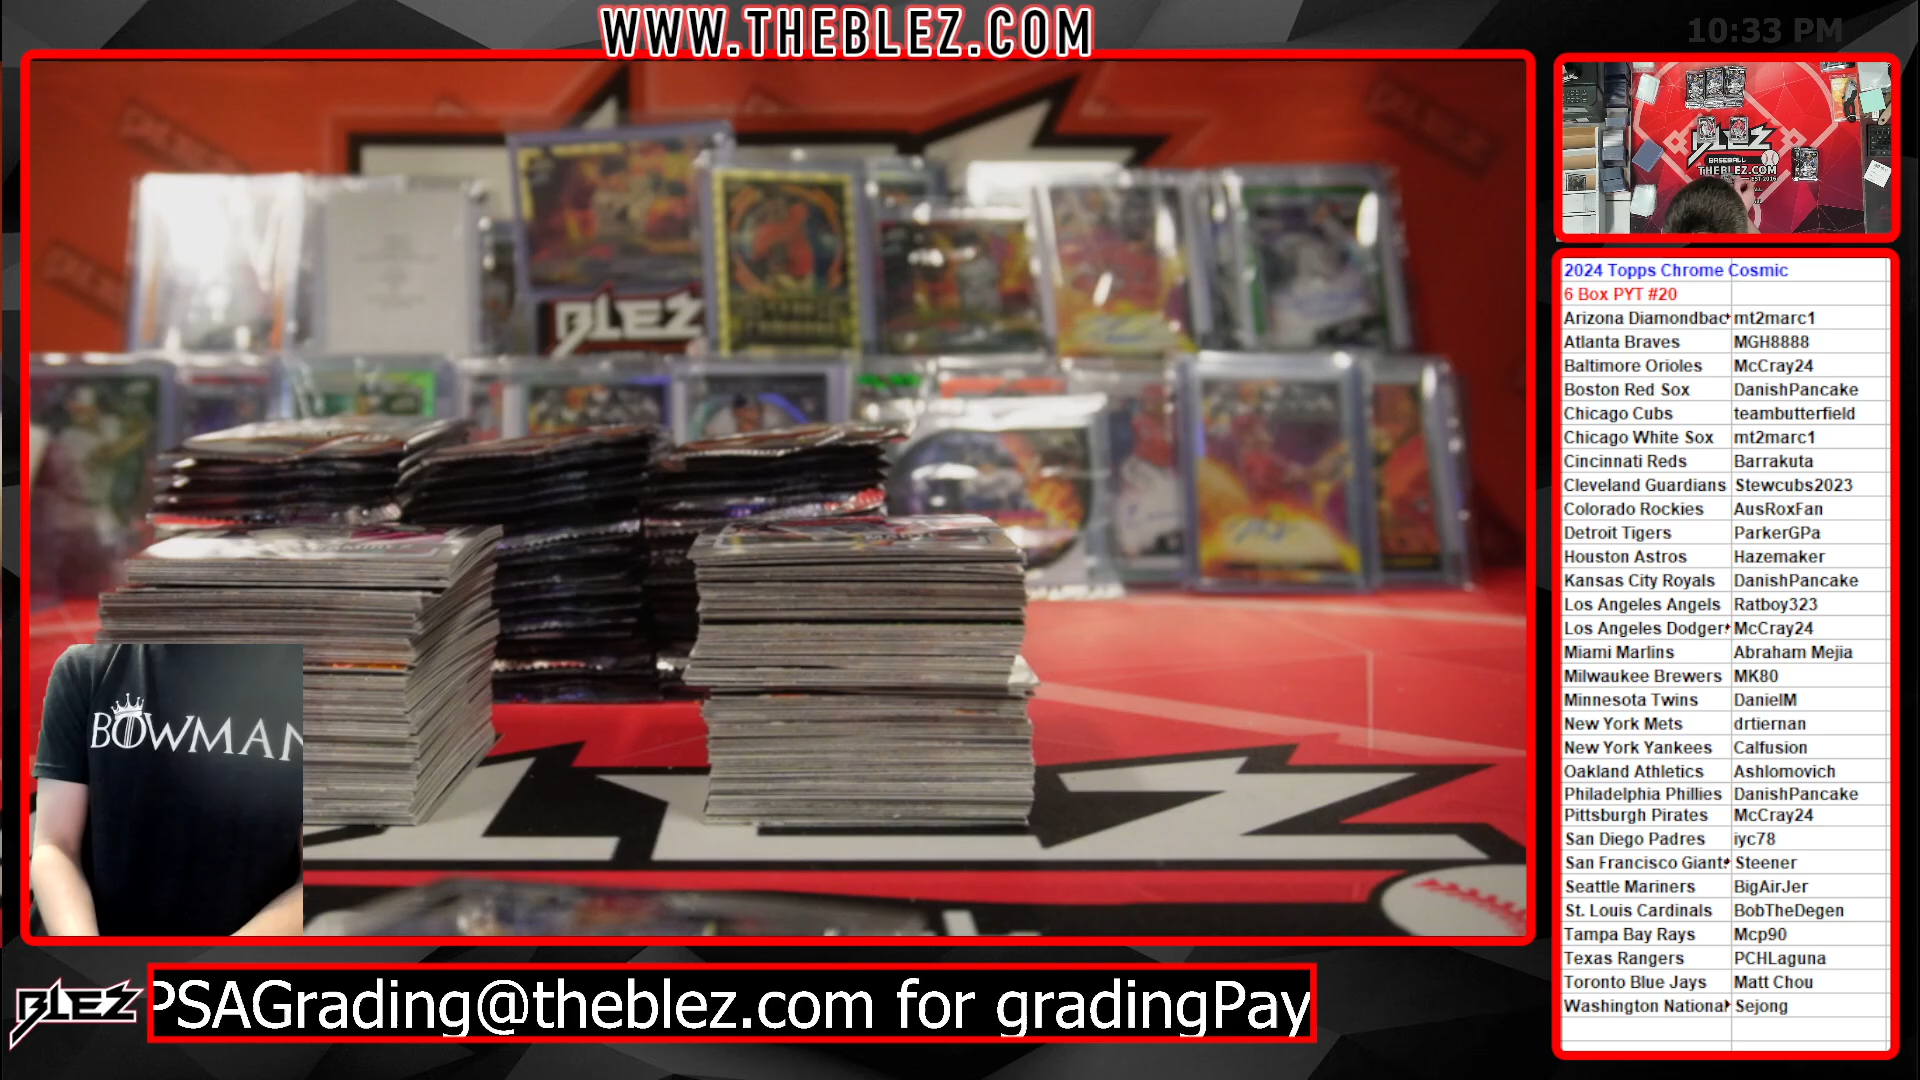 WWW.THEBLEZ.COM
10:33 PM
BLEZ
BASEBALL
THEBLEZ.COM
EST 2016
BLEZ
2024 Topps Chrome Cosmic
6 Box PYT #20
Arizona Diamondbac mt2marc1
Atlanta Braves MGH8888
Baltimore Orioles McCray24
Boston Red Sox DanishPancake
Chicago Cubs teambutterfield
Chicago White Sox mt2marc1
Cincinnati Reds Barrakuta
Cleveland Guardians Stewcubs2023
Colorado Rockies AusRoxFan
Detroit Tigers ParkerGPa
Houston Astros Hazemaker
Kansas City Royals DanishPancake
Los Angeles Angels Ratboy323
Los Angeles Dodger McCray24
Miami Marlins Abraham Mejia
Milwaukee Brewers MK80
Minnesota Twins DanielM
New York Mets drtiernan
New York Yankees Calfusion
Oakland Athletics Ashlomovich
Philadelphia Phillies DanishPancake
Pittsburgh Pirates McCray24
San Diego Padres iyc78
San Francisco Giant Steener
Seattle Mariners BigAirJer
St. Louis Cardinals BobTheDegen
Tampa Bay Rays Mcp90
Texas Rangers PCHLaguna
Toronto Blue Jays Matt Chou
Washington National Sejong
BOWMAN
BLEZ
PSAGrading@theblez.com for gradingPay